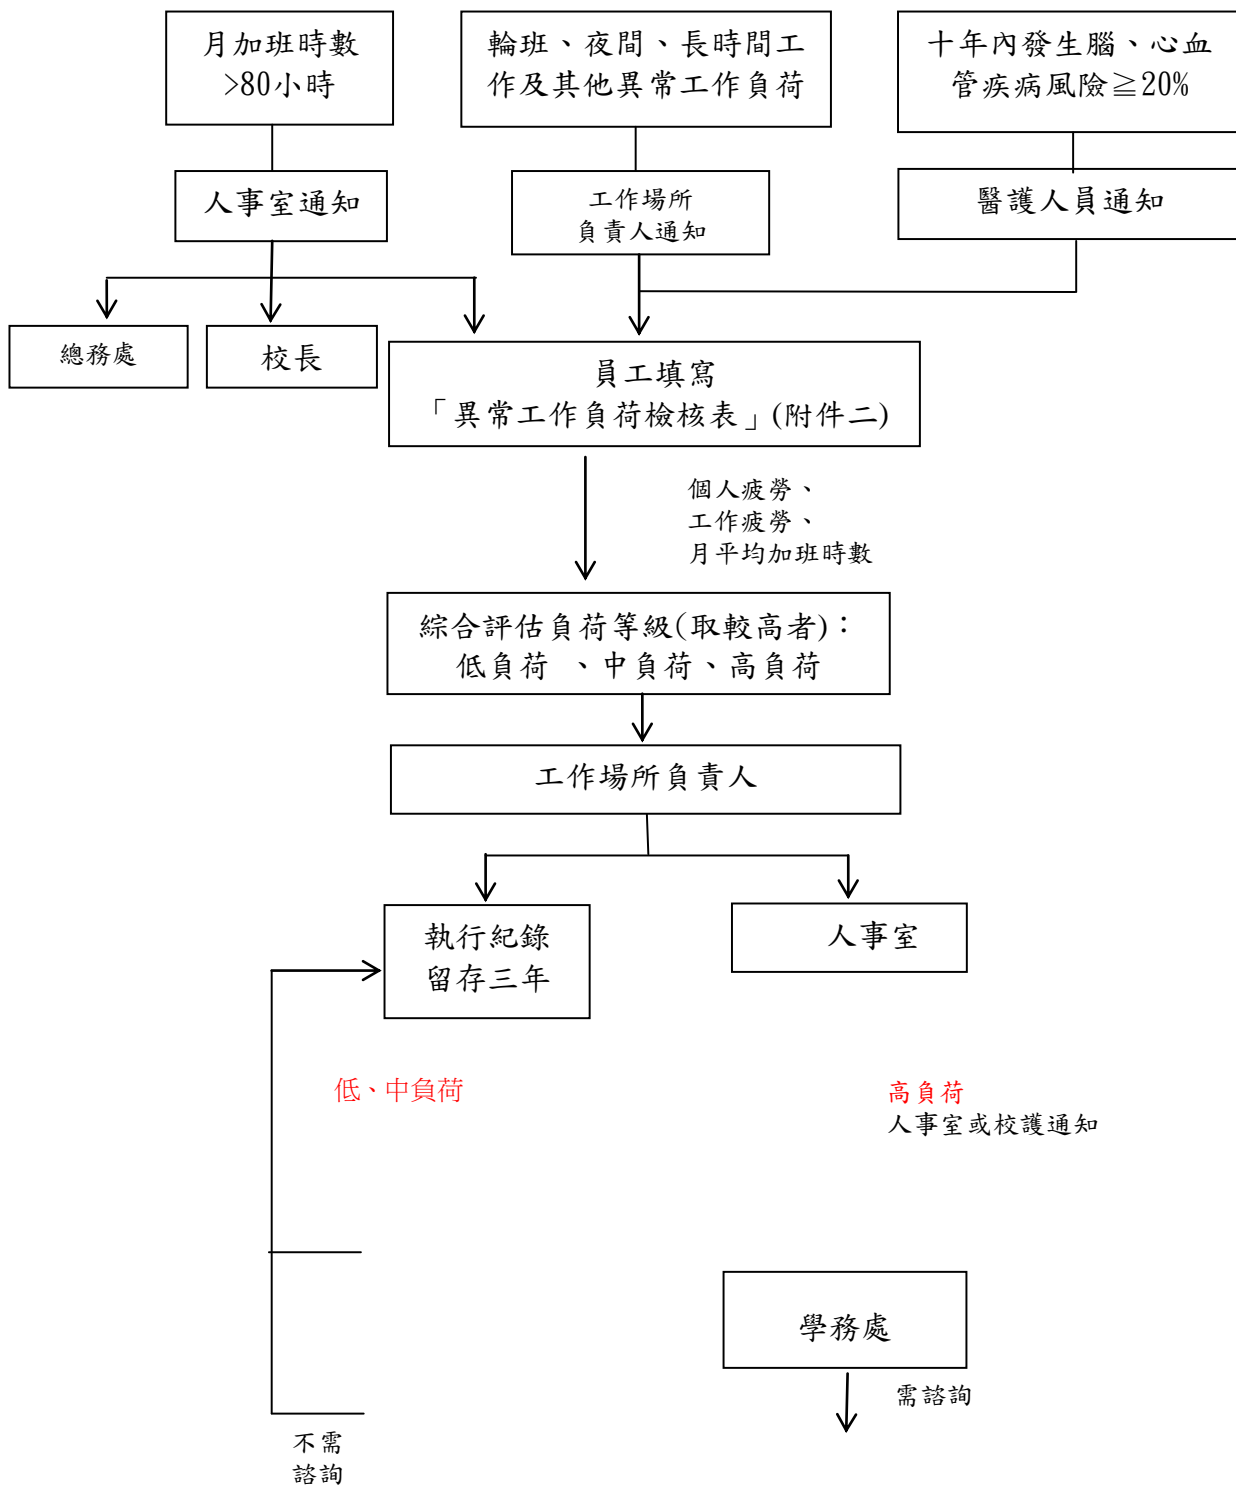 月加班時數
>80小時
輪班、夜間、長時間工
作及其他異常工作負荷
十年內發生腦、心血
管疾病風險≧20%
人事室通知
工作場所
負責人通知
醫護人員通知
總務處
校長
員工填寫
「異常工作負荷檢核表」(附件二)
個人疲勞、
工作疲勞、
月平均加班時數
綜合評估負荷等級(取較高者)：
低負荷 、中負荷、高負荷
工作場所負責人
執行紀錄
留存三年
人事室
低、中負荷
高負荷
人事室或校護通知
學務處
需諮詢
不需
諮詢